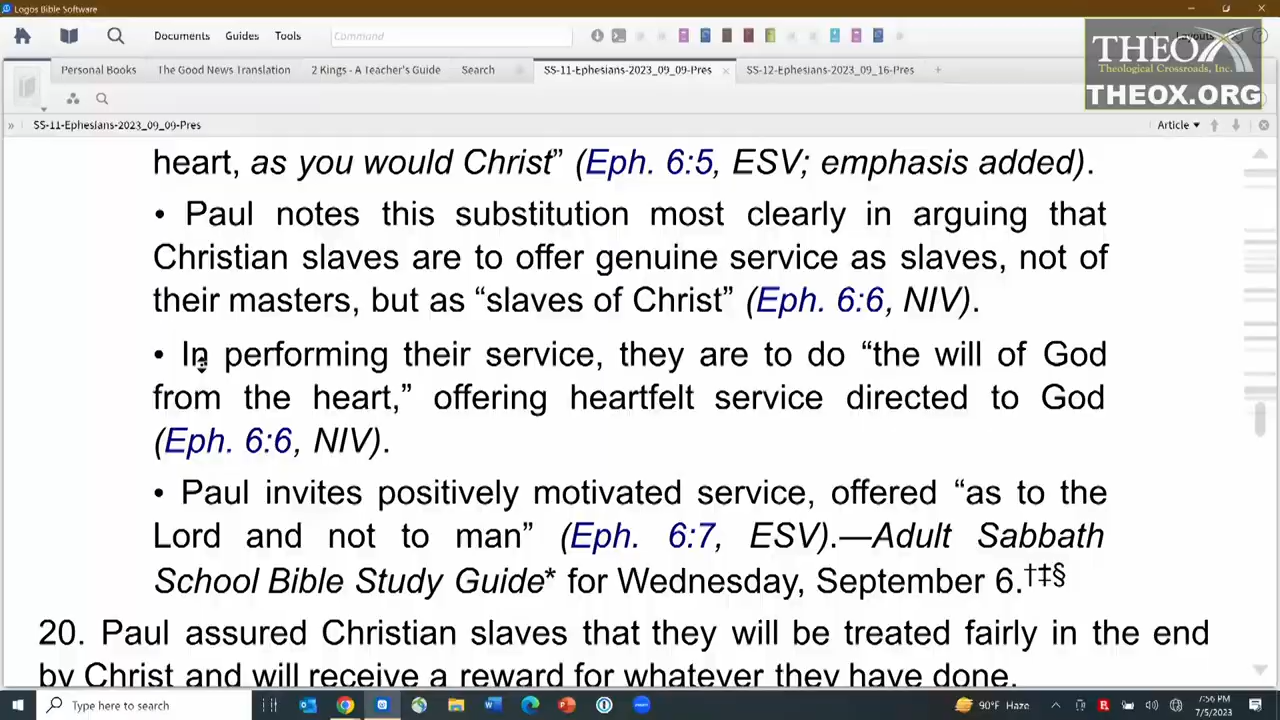 Logos Bible Software
Documents Guides Tools Command
THEOX
Theological Crossroads, Inc.
THEOX.ORG
Personal Books The Good News Translation 2 Kings - A Teacher's SS-11-Ephesians-2023_09_09-Pres × SS-12-Ephesians-2023_09_16-Pres +
» SS-11-Ephesians-2023_09_09-Pres Article
heart, as you would Christ” (Eph. 6:5, ESV; emphasis added).
• Paul notes this substitution most clearly in arguing that
Christian slaves are to offer genuine service as slaves, not of
their masters, but as “slaves of Christ” (Eph. 6:6, NIV).
• In performing their service, they are to do “the will of God
from the heart,” offering heartfelt service directed to God
(Eph. 6:6, NIV).
• Paul invites positively motivated service, offered “as to the
Lord and not to man” (Eph. 6:7, ESV).—Adult Sabbath
School Bible Study Guide* for Wednesday, September 6.†‡§
20. Paul assured Christian slaves that they will be treated fairly in the end
by Christ and will receive a reward for whatever they have done.
Type here to search 90°F Haze 7:56 PM
7/5/2023